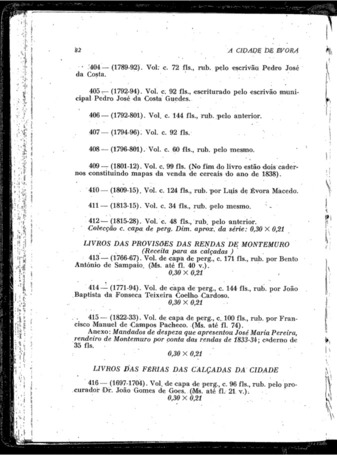 82
A CIDADE DE EVORA
404 — (1789-92). Vol. c. 72 fls., rub. pelo escrivão Pedro José
da Costa.
405 — (1792-94). Vol. c. 92 fls., escriturado pelo escrivão muni-
cipal Pedro José da Costa Guedes.
406 — (1792-801). Vol. c. 144 fls., rub. pelo anterior.
407 — (1794-96). Vol. c. 92 fls.
408 — (1796-801). Vol. c. 60 fls., rub. pelo mesmo.
409 — (1801-12). Vol. c. 99 fls. (No fim do livro estão dois cader-
nos constituindo mapas da venda de cereais do ano de 1838).
410 — (1809-15). Vol. c. 124 fls., rub. por Luis de Evora Macedo.
411 — (1813-15). Vol. c. 34 fls., rub. pelo mesmo.
412 — (1815-28). Vol. c. 48 fls., rub. pelo anterior.
Colecção c. capa de perg. Dim. aprox. da série: 0,30 × 0,21
LIVROS DAS PROVISÕES DAS RENDAS DE MONTEMURO
(Receita para as calçadas)
413 — (1766-67). Vol. de capa de perg., c. 171 fls., rub. por Bento
António de Sampaio. (Ms. até fl. 40 v.).
0,30 × 0,21
414 — (1771-94). Vol. de capa de perg., c. 144 fls., rub. por João
Baptista da Fonseca Teixeira Coelho Cardoso.
0,30 × 0,21
415 — (1822-33). Vol. de capa de perg., c. 100 fls., rub. por Fran-
cisco Manuel de Campos Pacheco. (Ms. até fl. 74).
Anexo: Mandados de despeza que apresentou José Maria Pereira,
rendeiro de Montemuro por conta das rendas de 1833-34; caderno de
35 fls.
0,30 × 0,21
LIVROS DAS FERIAS DAS CALÇADAS DA CIDADE
416 — (1697-1704). Vol. de capa de perg., c. 96 fls., rub. pelo pro-
curador Dr. João Gomes de Goes. (Ms. até fl. 21 v.).
0,30 × 0,21